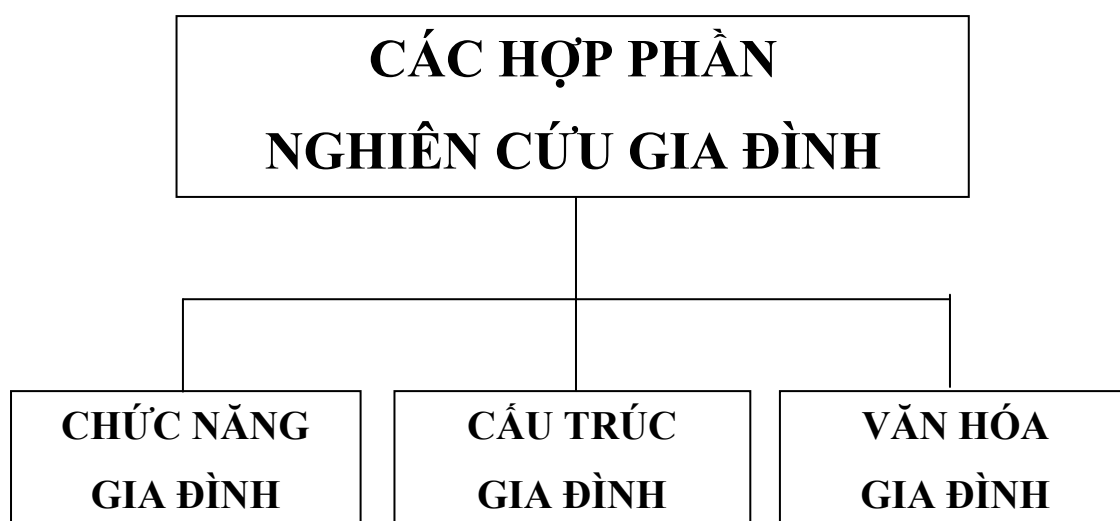 CÁC HỢP PHẦN
NGHIÊN CỨU GIA ĐÌNH
CHỨC NĂNG
GIA ĐÌNH
CẤU TRÚC
GIA ĐÌNH
VĂN HÓA
GIA ĐÌNH